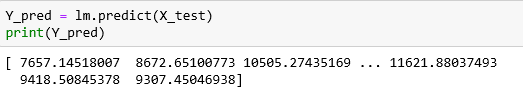 Y_pred = lm.predict(X_test)
print(Y_pred)
[ 7657.14518007  8672.65100773 10505.27435169 ... 11621.88037493
  9418.50845378  9307.45046938]